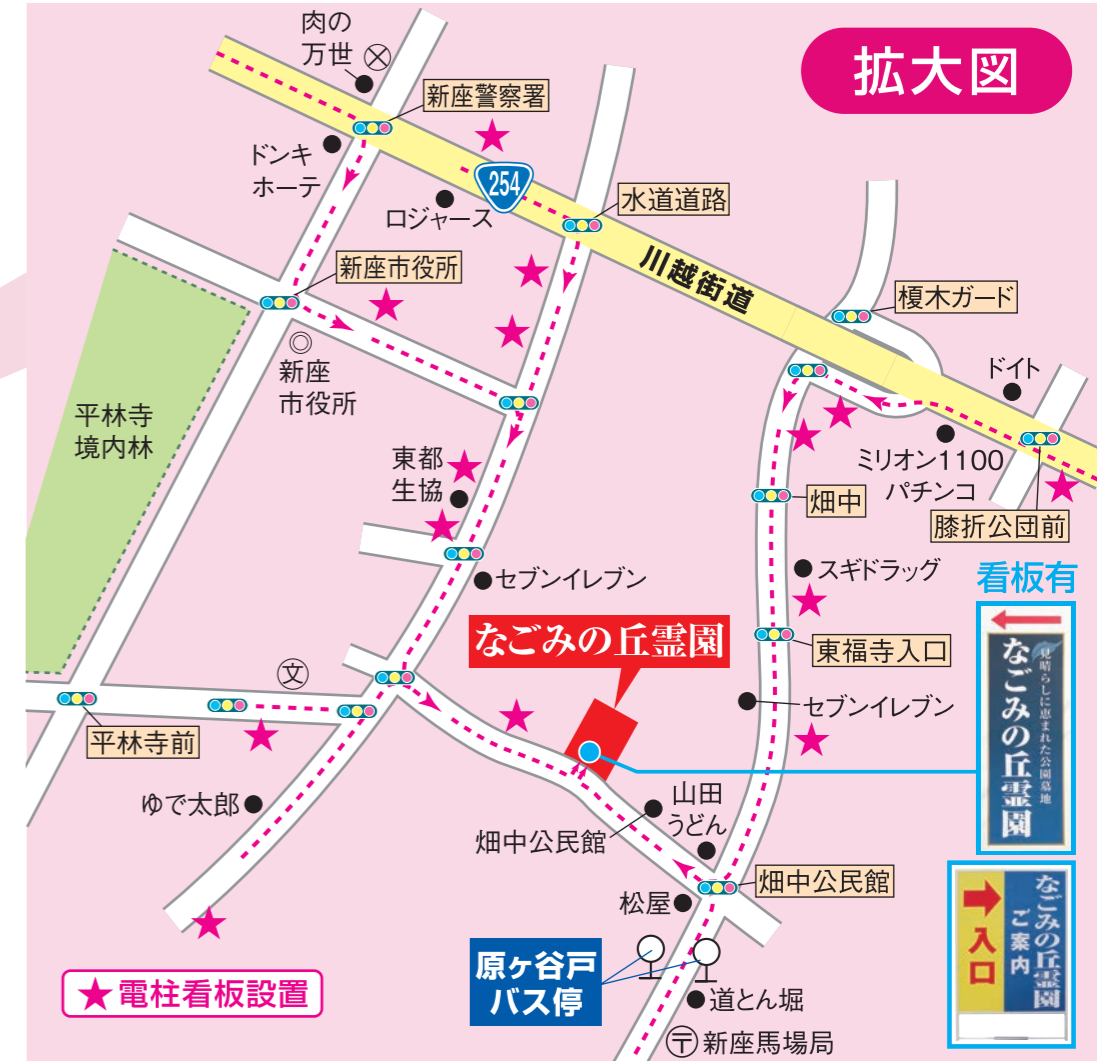 拡大図
肉の
万世
新座警察署
ドンキ
ホーテ
254
ロジャース
水道道路
川越街道
新座市役所
榎木ガード
新座
市役所
ドイト
平林寺
境内林
東都
生協
ミリオン1100
パチンコ
畑中
膝折公団前
スギドラッグ
セブンイレブン
看板有
なごみの丘霊園
東福寺入口
見晴らしに恵まれた公園墓地
なごみの丘霊園
文
セブンイレブン
平林寺前
ゆで太郎
山田
うどん
畑中公民館
畑中公民館
松屋
なごみの丘霊園
ご案内
入口
原ヶ谷戸
バス停
★電柱看板設置
道とん堀
〒新座馬場局